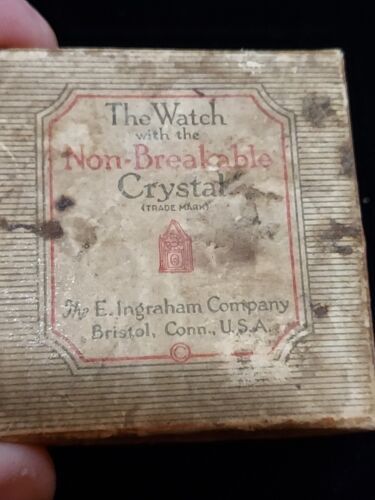 The Watch
with the
Non-Breakable
Crystal
(TRADE MARK)
The E. Ingraham Company
Bristol, Conn., U.S.A.